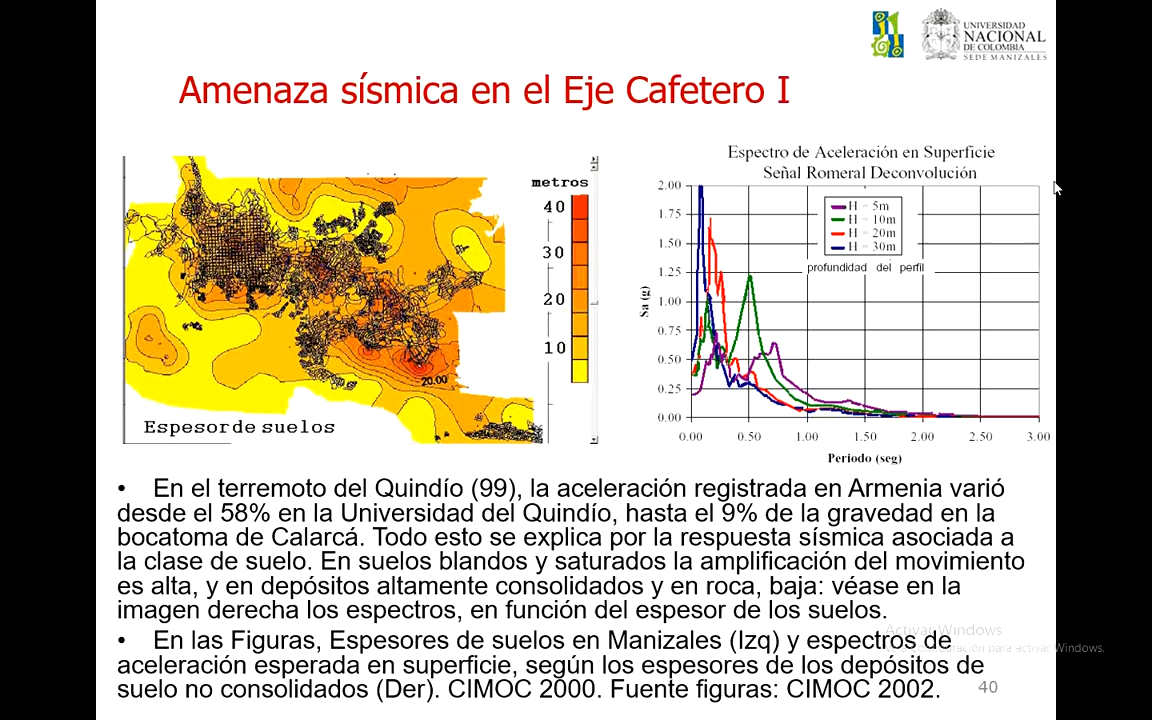 UNIVERSIDAD
NACIONAL
DE COLOMBIA
SEDE MANIZALES
Amenaza sísmica en el Eje Cafetero I
metros
40
30
20
10
20.00
Espesor de suelos
Espectro de Aceleración en Superficie
Señal Romeral Deconvolución
2.00
1.75
1.50
1.25
1.00
0.75
0.50
0.25
0.00
Sa (g)
H = 5m
H = 10m
H = 20m
H = 30m
profundidad del perfil
0.00 0.50 1.00 1.50 2.00 2.50 3.00
Periodo (seg)
• En el terremoto del Quindío (99), la aceleración registrada en Armenia varió
desde el 58% en la Universidad del Quindío, hasta el 9% de la gravedad en la
bocatoma de Calarcá. Todo esto se explica por la respuesta sísmica asociada a
la clase de suelo. En suelos blandos y saturados la amplificación del movimiento
es alta, y en depósitos altamente consolidados y en roca, baja: véase en la
imagen derecha los espectros, en función del espesor de los suelos.
• En las Figuras, Espesores de suelos en Manizales (Izq) y espectros de
aceleración esperada en superficie, según los espesores de los depósitos de
suelo no consolidados (Der). CIMOC 2000. Fuente figuras: CIMOC 2002.
Activar Windows
configuración para activar Windows.
40